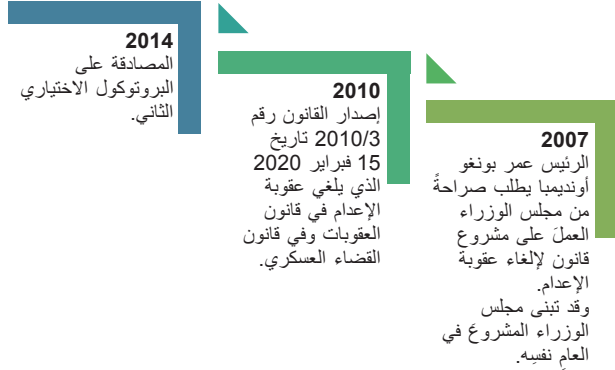 2007
الرئيس عمر بونغو
أونديمبا يطلب صراحةً
من مجلس الوزراء
العملَ على مشروع
قانون لإلغاء عقوبة
الإعدام.
وقد تبنى مجلس
الوزراء المشروعَ في
العامِ نفسِه.
2010
إصدار القانون رقم
2010/3 تاريخ
15 فبراير 2020
الذي يلغي عقوبة
الإعدام في قانون
العقوبات وفي قانون
القضاء العسكري.
2014
المصادقة على
البروتوكول الاختياري
الثاني.